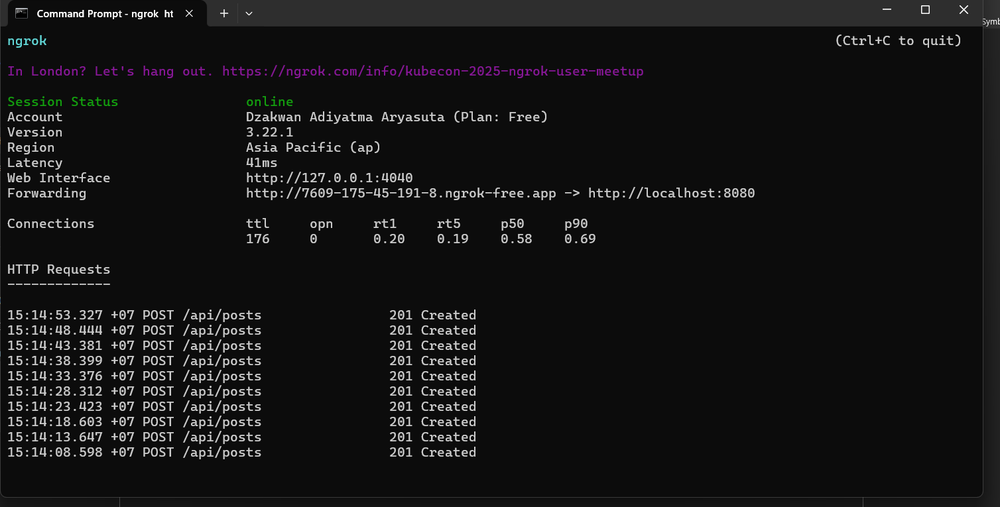 Command Prompt - ngrok ht
Symb
ngrok (Ctrl+C to quit)
In London? Let's hang out. https://ngrok.com/info/kubecon-2025-ngrok-user-meetup
Session Status online
Account Dzakwan Adiyatma Aryasuta (Plan: Free)
Version 3.22.1
Region Asia Pacific (ap)
Latency 41ms
Web Interface http://127.0.0.1:4040
Forwarding http://7609-175-45-191-8.ngrok-free.app -> http://localhost:8080
Connections ttl opn rt1 rt5 p50 p90
176 0 0.20 0.19 0.58 0.69
HTTP Requests
-------------
15:14:53.327 +07 POST /api/posts 201 Created
15:14:48.444 +07 POST /api/posts 201 Created
15:14:43.381 +07 POST /api/posts 201 Created
15:14:38.399 +07 POST /api/posts 201 Created
15:14:33.376 +07 POST /api/posts 201 Created
15:14:28.312 +07 POST /api/posts 201 Created
15:14:23.423 +07 POST /api/posts 201 Created
15:14:18.603 +07 POST /api/posts 201 Created
15:14:13.647 +07 POST /api/posts 201 Created
15:14:08.598 +07 POST /api/posts 201 Created